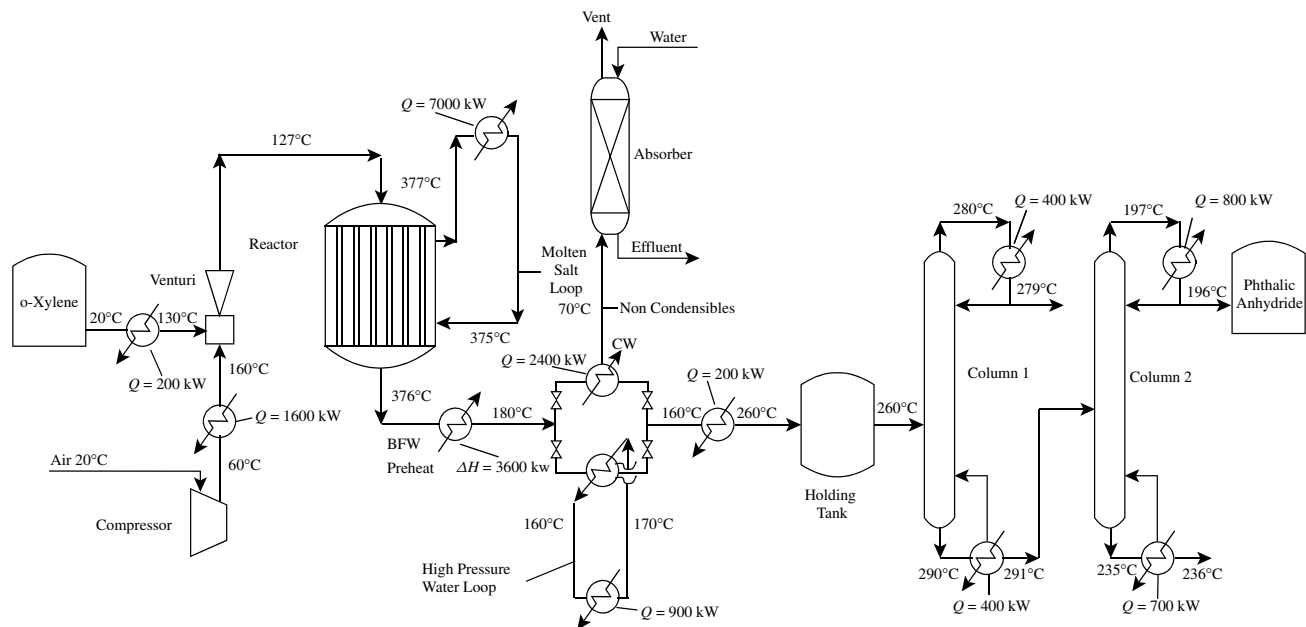 Vent
Water
Q = 7000 kW
127°C
377°C
Absorber
280°C
Q = 400 kW
197°C
Q = 800 kW
Reactor
Effluent
Molten
Salt
Loop
Venturi
o-Xylene
279°C
196°C
Phthalic
Anhydride
20°C
130°C
70°C
Non Condensibles
375°C
160°C
Q = 200 kW
Q = 2400 kW
CW
Q = 200 kW
Column 1
Column 2
376°C
180°C
160°C
260°C
260°C
Q = 1600 kW
BFW
Preheat
ΔH = 3600 kw
Air 20°C
60°C
Holding
Tank
Compressor
160°C
170°C
High Pressure
Water Loop
290°C
291°C
235°C
236°C
Q = 900 kW
Q = 400 kW
Q = 700 kW